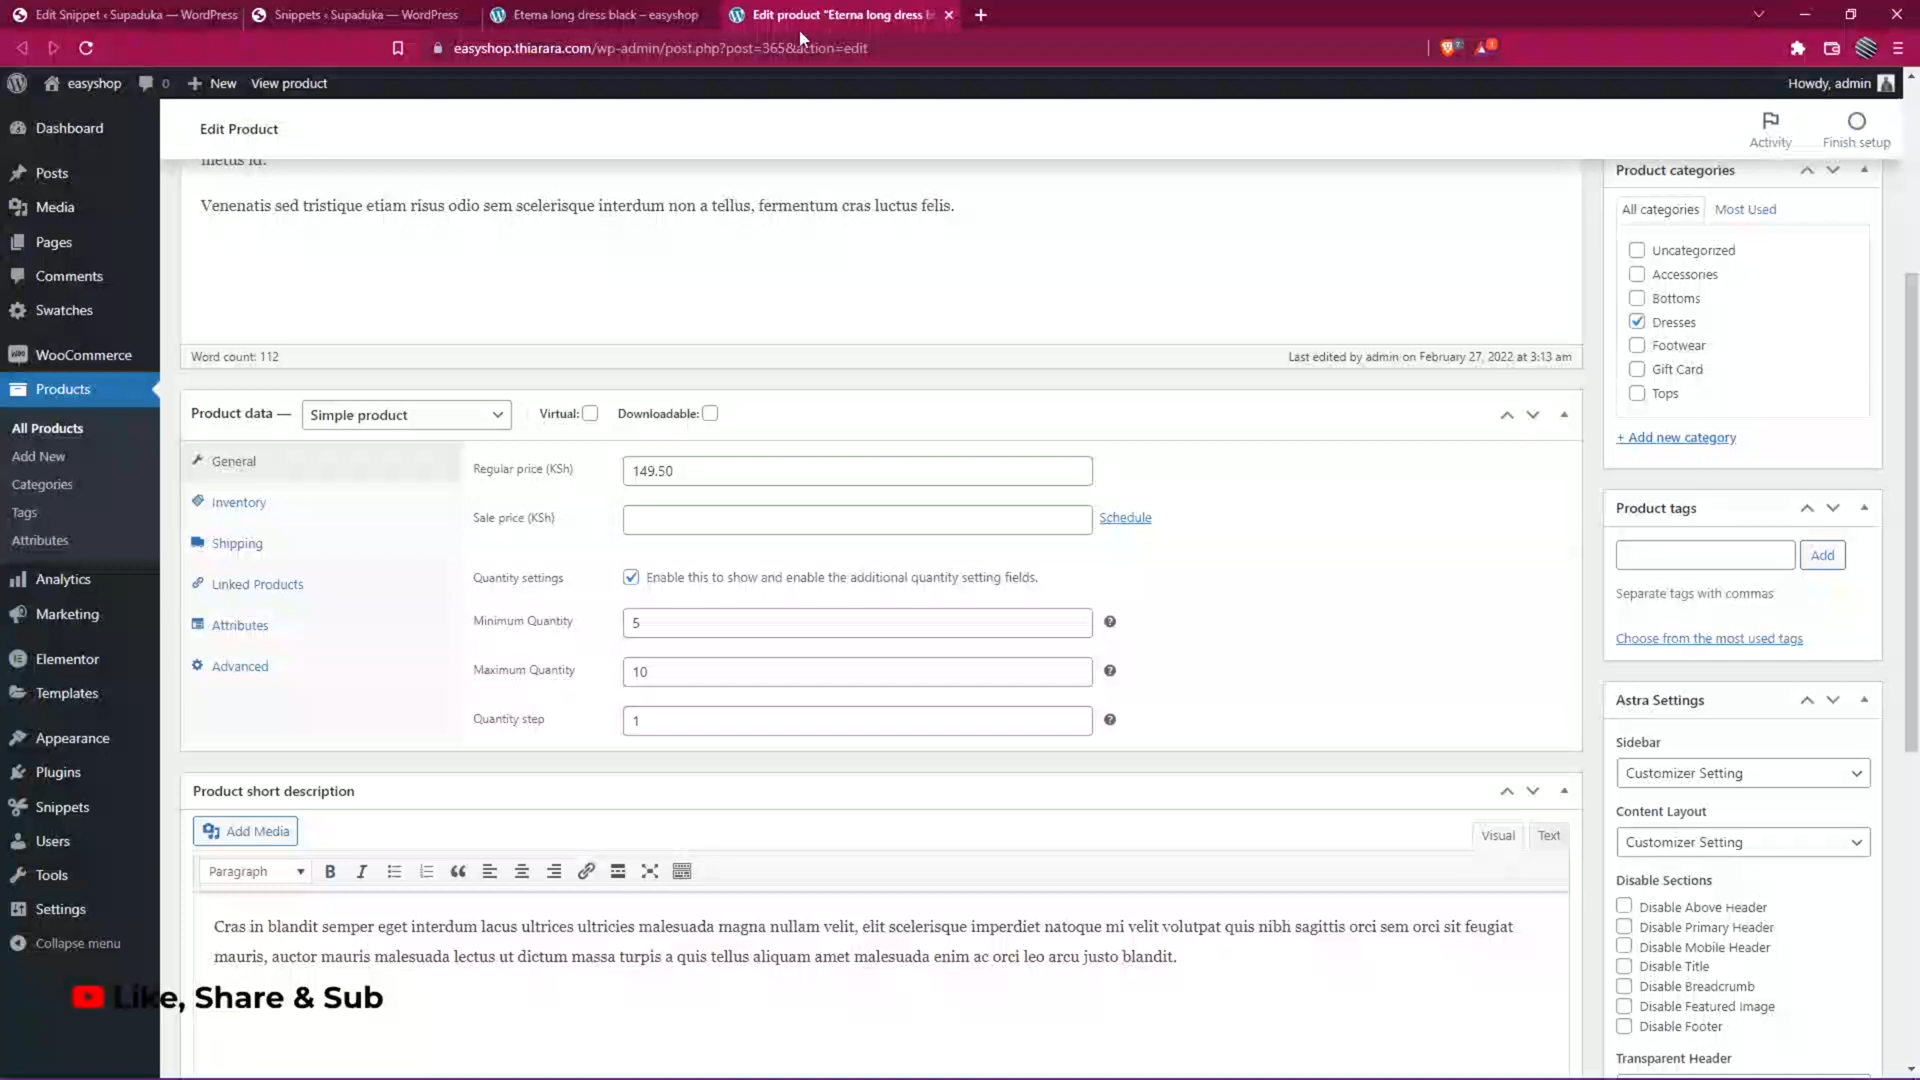 Edit Snippet ‹ Supaduka — WordPress
Snippets ‹ Supaduka — WordPress
Eterna long dress black – easyshop
Edit product "Eterna long dress
easyshop.thiarara.com/wp-admin/post.php?post=365&action=edit
easyshop
0
New
View product
Howdy, admin
Dashboard
Posts
Media
Pages
Comments
Swatches
WooCommerce
Products
All Products
Add New
Categories
Tags
Attributes
Analytics
Marketing
Elementor
Templates
Appearance
Plugins
Snippets
Users
Tools
Settings
Collapse menu
Edit Product
Activity
Finish setup
metus id.
Venenatis sed tristique etiam risus odio sem scelerisque interdum non a tellus, fermentum cras luctus felis.
Word count: 112
Last edited by admin on February 27, 2022 at 3:13 am
Product data —
Simple product
Virtual:
Downloadable:
General
Inventory
Shipping
Linked Products
Attributes
Advanced
Regular price (KSh)
149.50
Sale price (KSh)
Schedule
Quantity settings
Enable this to show and enable the additional quantity setting fields.
Minimum Quantity
5
Maximum Quantity
10
Quantity step
1
Product short description
Add Media
Visual
Text
Paragraph
Cras in blandit semper eget interdum lacus ultrices ultricies malesuada magna nullam velit, elit scelerisque imperdiet natoque mi velit volutpat quis nibh sagittis orci sem orci sit feugiat
mauris, auctor mauris malesuada lectus ut dictum massa turpis a quis tellus aliquam amet malesuada enim ac orci leo arcu justo blandit.
Product categories
All categories
Most Used
Uncategorized
Accessories
Bottoms
Dresses
Footwear
Gift Card
Tops
+ Add new category
Product tags
Add
Separate tags with commas
Choose from the most used tags
Astra Settings
Sidebar
Customizer Setting
Content Layout
Customizer Setting
Disable Sections
Disable Above Header
Disable Primary Header
Disable Mobile Header
Disable Title
Disable Breadcrumb
Disable Featured Image
Disable Footer
Transparent Header
Like, Share & Sub